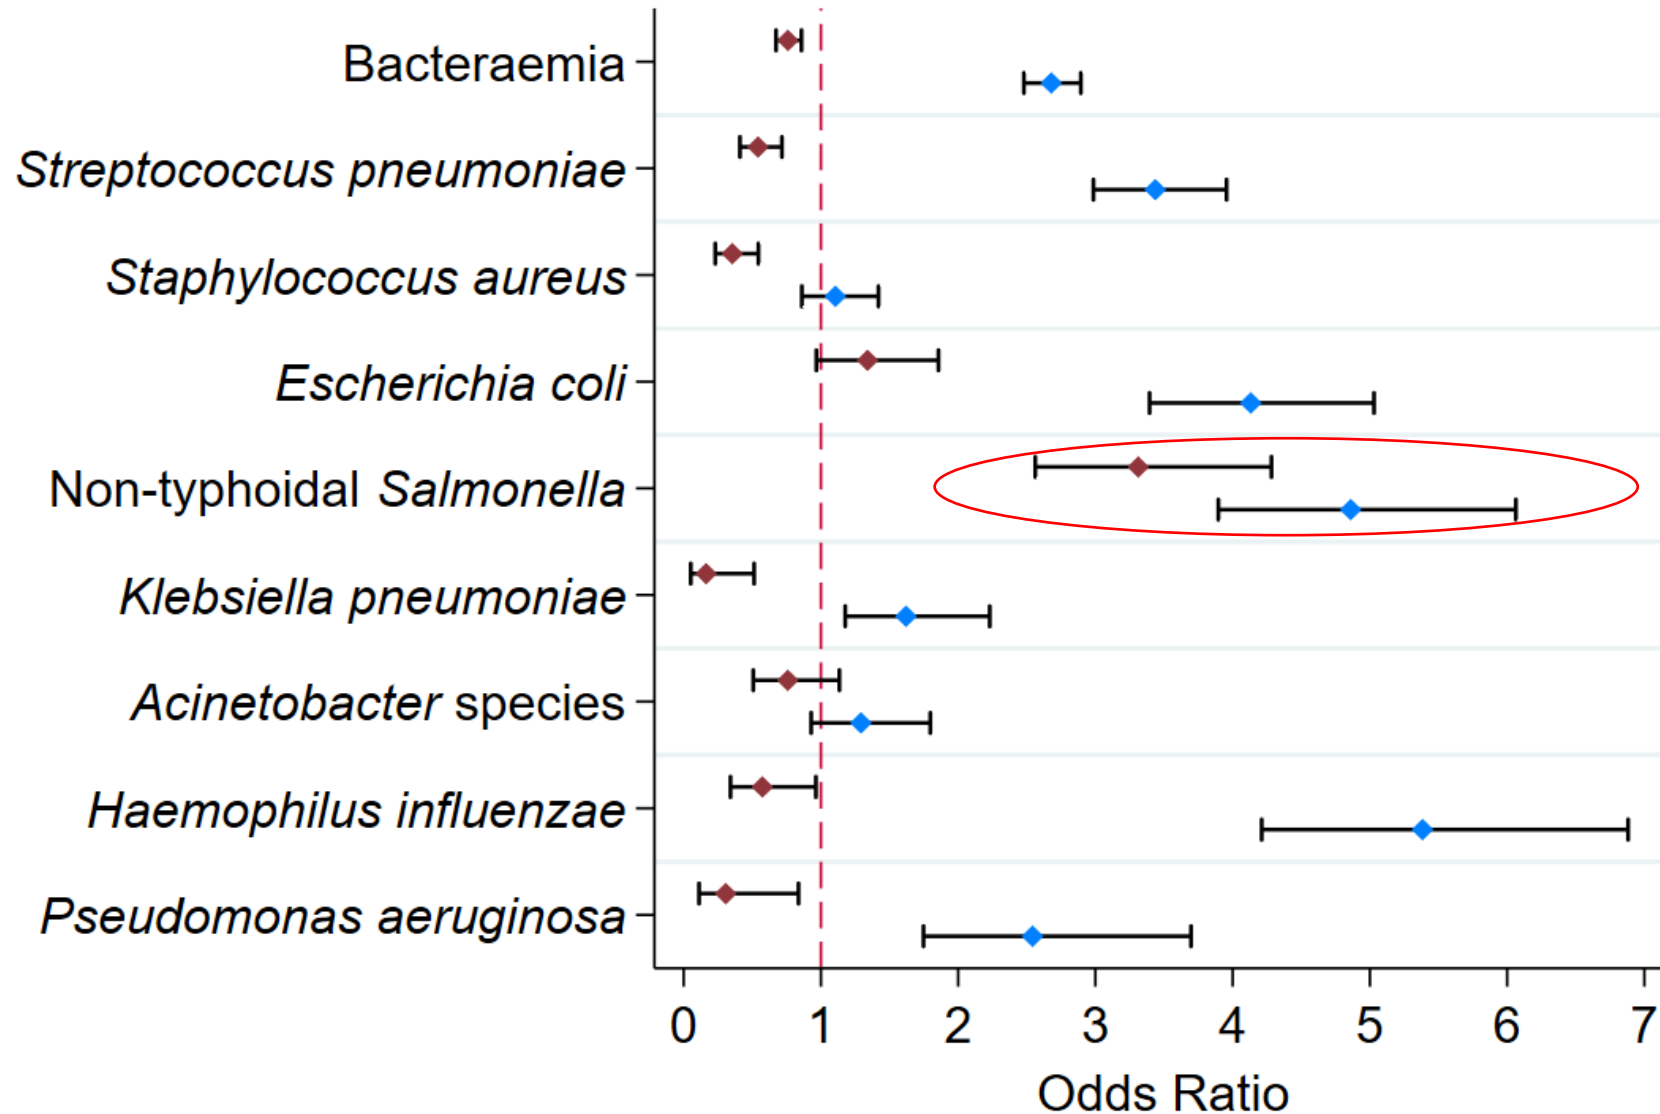 Bacteraemia
Streptococcus pneumoniae
Staphylococcus aureus
Escherichia coli
Non-typhoidal Salmonella
Klebsiella pneumoniae
Acinetobacter species
Haemophilus influenzae
Pseudomonas aeruginosa
0 1 2 3 4 5 6 7
Odds Ratio